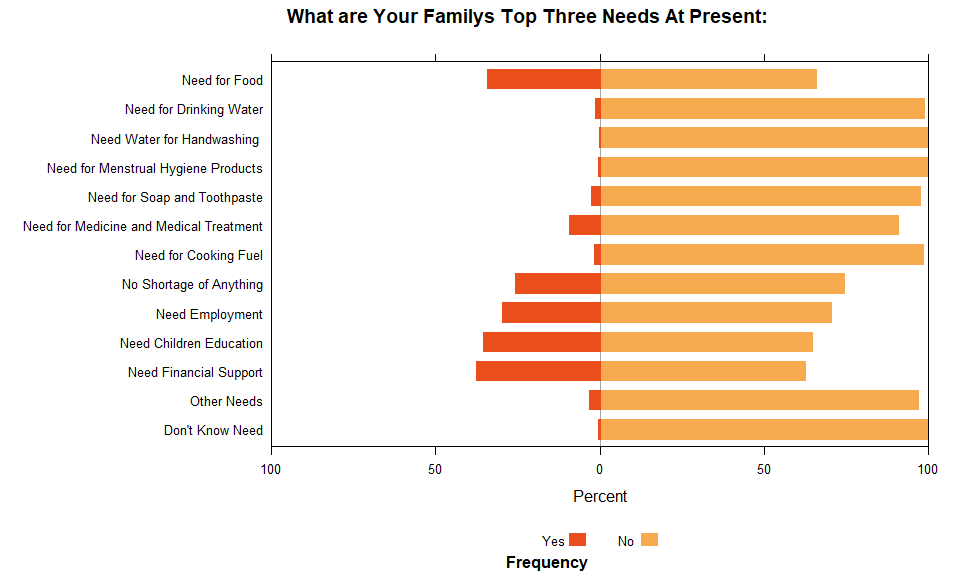 What are Your Familys Top Three Needs At Present:
Need for Food
Need for Drinking Water
Need Water for Handwashing
Need for Menstrual Hygiene Products
Need for Soap and Toothpaste
Need for Medicine and Medical Treatment
Need for Cooking Fuel
No Shortage of Anything
Need Employment
Need Children Education
Need Financial Support
Other Needs
Don't Know Need
100 50 0 50 100
Percent
Yes No
Frequency